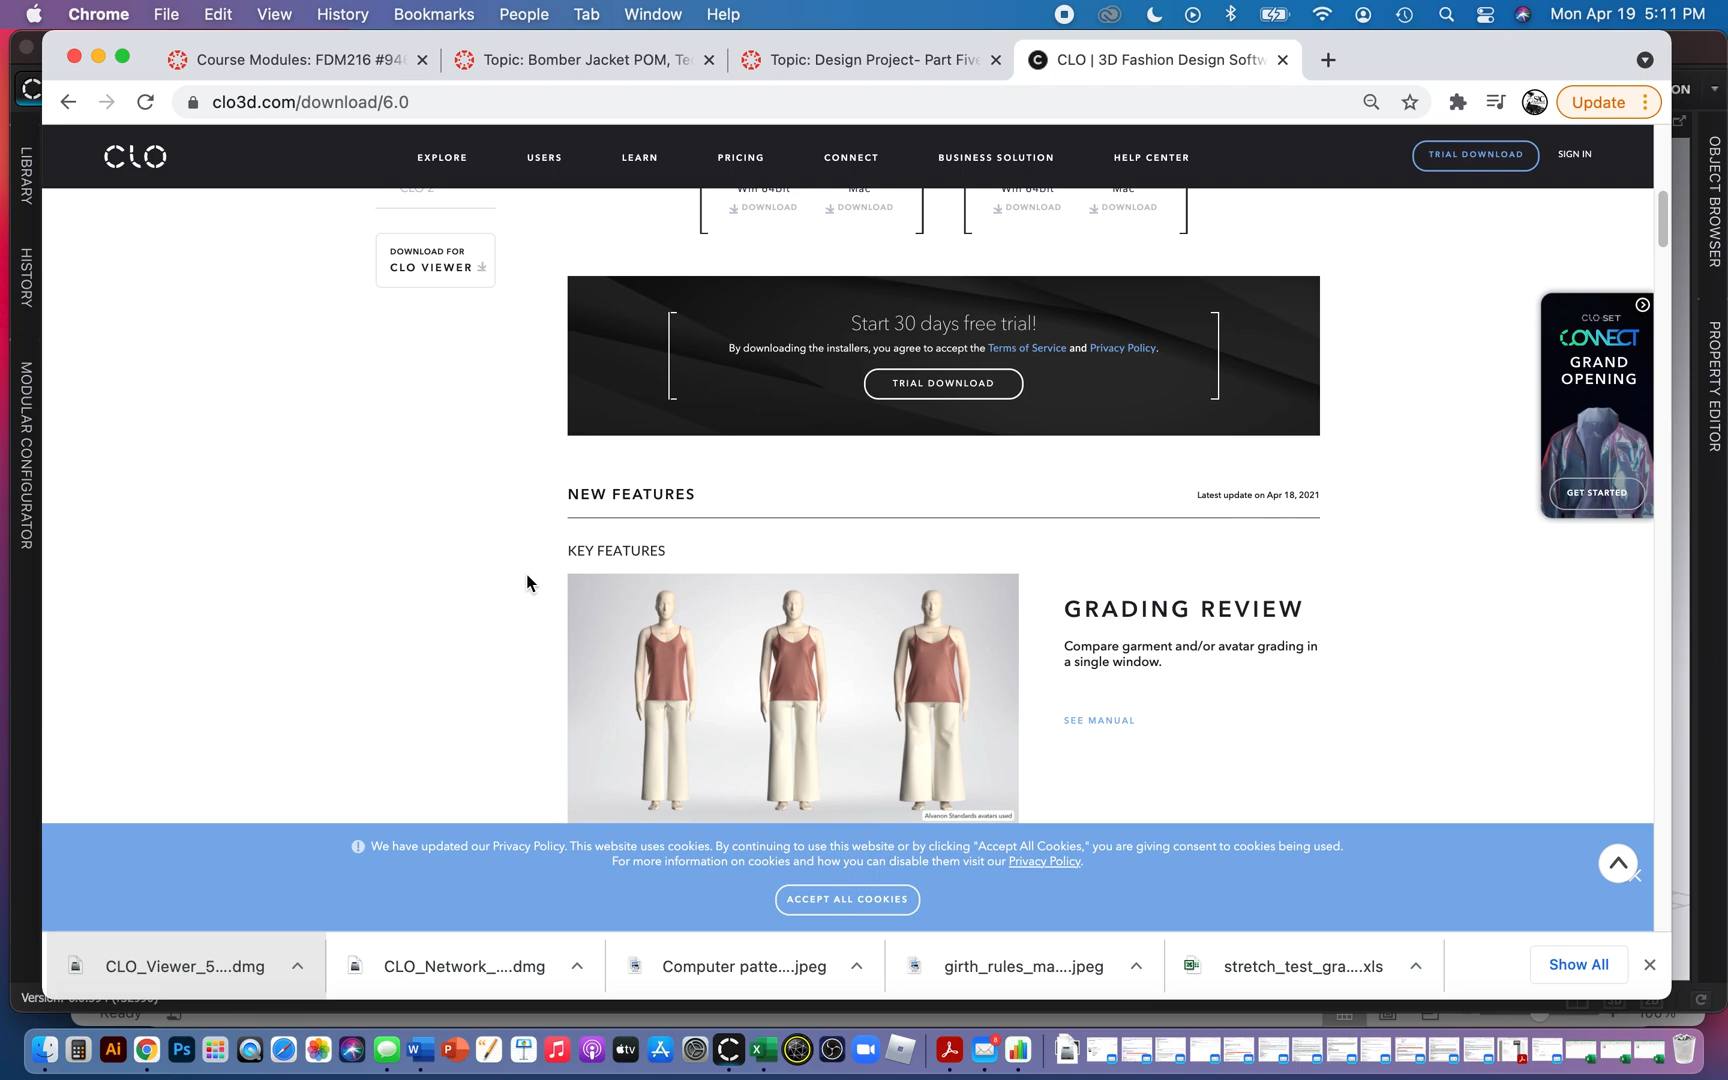 Chrome File Edit View History Bookmarks People Tab Window Help Mon Apr 19 5:11 PM
Course Modules: FDM216 #94 Topic: Bomber Jacket POM, Te Topic: Design Project- Part Five CLO | 3D Fashion Design Softw
clo3d.com/download/6.0 Update
ON
CLO EXPLORE USERS LEARN PRICING CONNECT BUSINESS SOLUTION HELP CENTER TRIAL DOWNLOAD SIGN IN
LIBRARY
HISTORY
MODULAR CONFIGURATOR
OBJECT BROWSER
PROPERTY EDITOR
Win 64bit Mac Win 64bit Mac
DOWNLOAD DOWNLOAD DOWNLOAD DOWNLOAD
DOWNLOAD FOR
CLO VIEWER
Start 30 days free trial!
By downloading the installers, you agree to accept the Terms of Service and Privacy Policy.
TRIAL DOWNLOAD
CLO-SET
CONNECT
GRAND
OPENING
GET STARTED
NEW FEATURES Latest update on Apr 18, 2021
KEY FEATURES
GRADING REVIEW
Compare garment and/or avatar grading in
a single window.
SEE MANUAL
Alvanon Standards avatars used
We have updated our Privacy Policy. This website uses cookies. By continuing to use this website or by clicking "Accept All Cookies," you are giving consent to cookies being used.
For more information on cookies and how you can disable them visit our Privacy Policy.
ACCEPT ALL COOKIES
CLO_Viewer_5....dmg CLO_Network_....dmg Computer patte....jpeg girth_rules_ma....jpeg stretch_test_gra....xls Show All
Ready 100%